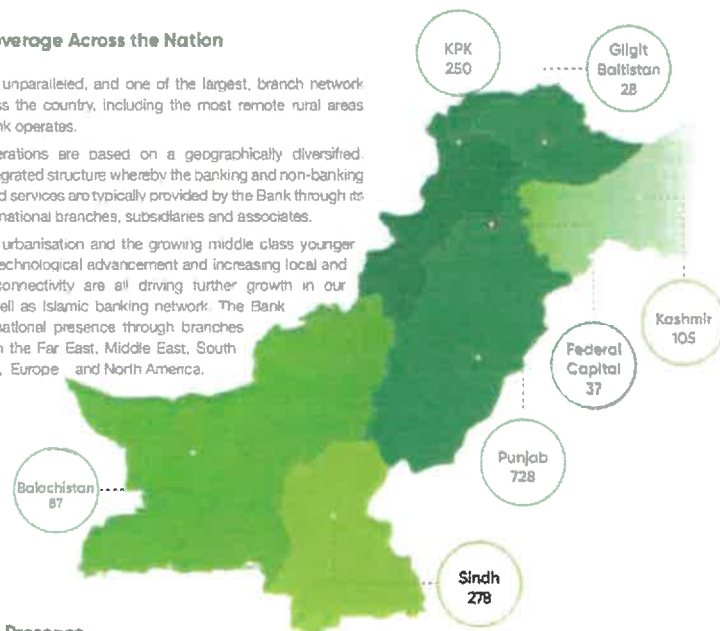 verage Across the Nation
unparalleled, and one of the largest, branch network
ss the country, including the most remote rural areas
nk operates.
erations are based on a geographically diversified
egrated structure whereby the banking and non-banking
d services are typically provided by the Bank through its
national branches, subsidiaries and associates.
urbanisation and the growing middle class younger
echnological advancement and increasing local and
connectivity are all driving further growth in our
ell as Islamic banking network. The Bank
national presence through branches
n the Far East, Middle East, South
, Europe and North America.
KPK
250
Gilgit
Baltistan
28
Kashmir
105
Federal
Capital
37
Punjab
728
Balochistan
87
Sindh
278